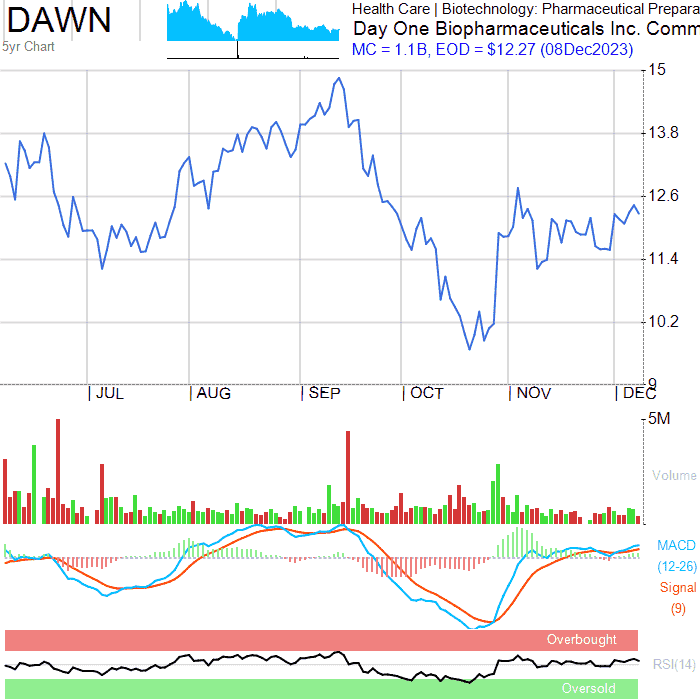 DAWN
5yr Chart
Health Care | Biotechnology: Pharmaceutical Prepara
Day One Biopharmaceuticals Inc. Comm
MC = 1.1B, EOD = $12.27 (08Dec2023)
15
13.8
12.6
11.4
10.2
9
| JUL | AUG | SEP | OCT | NOV | DEC
5M
Volume
MACD
(12-26)
Signal
(9)
Overbought
RSI(14)
Oversold